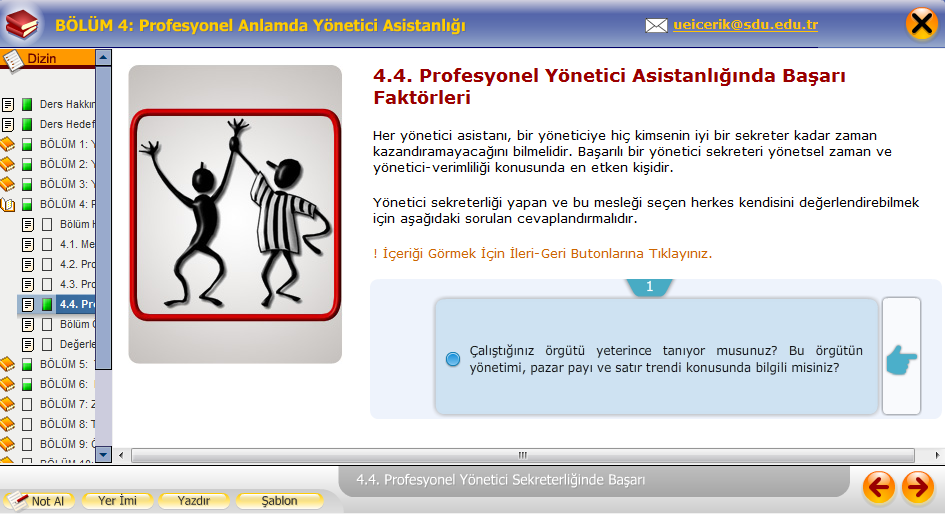 BÖLÜM 4: Profesyonel Anlamda Yönetici Asistanlığı
ueicerik@sdu.edu.tr
Dizin
Ders Hakkır
Ders Hedef
BÖLÜM 1: Y
BÖLÜM 2: Y
BÖLÜM 3: Y
BÖLÜM 4: P
Bölüm H
4.1. Me
4.2. Pro
4.3. Pro
4.4. Pro
Bölüm Ö
Değerle
BÖLÜM 5:
BÖLÜM 6:
BÖLÜM 7: Z
BÖLÜM 8: T
BÖLÜM 9: Ö
4.4. Profesyonel Yönetici Asistanlığında Başarı
Faktörleri
Her yönetici asistanı, bir yöneticiye hiç kimsenin iyi bir sekreter kadar zaman
kazandıramayacağını bilmelidir. Başarılı bir yönetici sekreteri yönetsel zaman ve
yönetici-verimliliği konusunda en etken kişidir.
Yönetici sekreterliği yapan ve bu mesleği seçen herkes kendisini değerlendirebilmek
için aşağıdaki sorulan cevaplandırmalıdır.
! İçeriği Görmek İçin İleri-Geri Butonlarına Tıklayınız.
1
Çalıştığınız örgütü yeterince tanıyor musunuz? Bu örgütün
yönetimi, pazar payı ve satır trendi konusunda bilgili misiniz?
4.4. Profesyonel Yönetici Sekreterliğinde Başarı
Not Al
Yer İmi
Yazdır
Şablon